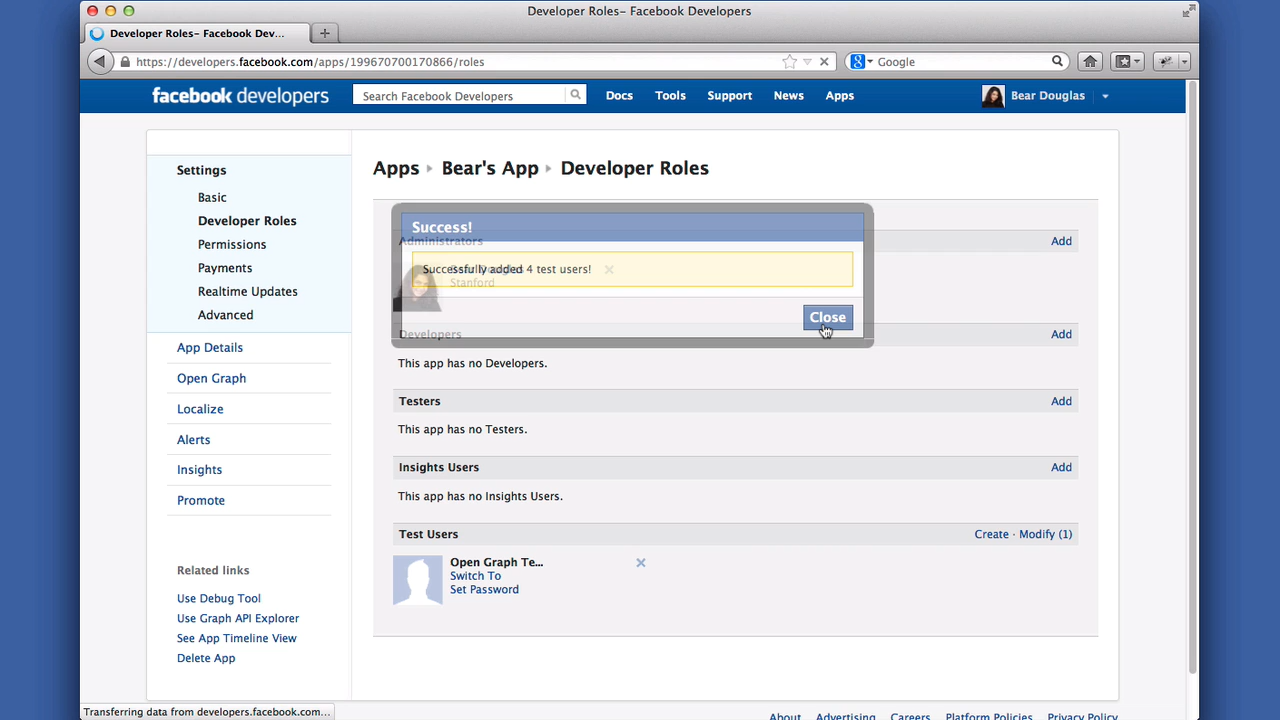 Developer Roles– Facebook Developers
Developer Roles– Facebook Dev...
https://developers.facebook.com/apps/199670700170866/roles
Google
facebook developers
Search Facebook Developers
Docs
Tools
Support
News
Apps
Bear Douglas
Settings
Basic
Developer Roles
Permissions
Payments
Realtime Updates
Advanced
App Details
Open Graph
Localize
Alerts
Insights
Promote
Related links
Use Debug Tool
Use Graph API Explorer
See App Timeline View
Delete App
Apps ▸ Bear's App ▸ Developer Roles
Success!
Administrators
Add
Successfully added 4 test users!
Bear Douglas
Stanford
Close
Developers
Add
This app has no Developers.
Testers
Add
This app has no Testers.
Insights Users
Add
This app has no Insights Users.
Test Users
Create · Modify (1)
Open Graph Te...
Switch To
Set Password
Transferring data from developers.facebook.com...
About
Advertising
Careers
Platform Policies
Privacy Policy